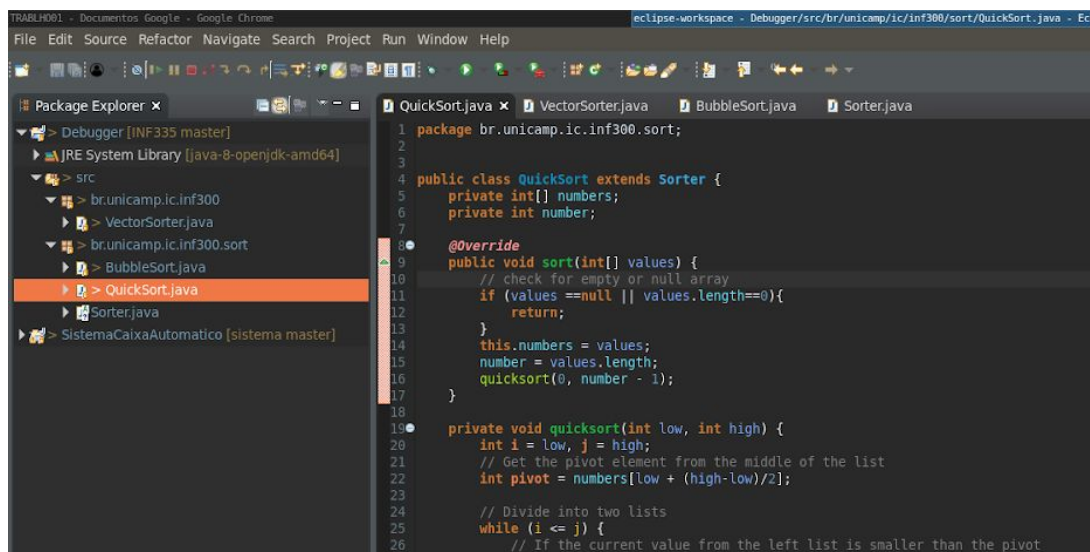 TRABLHO01 - Documentos Google - Google Chrome
eclipse-workspace - Debugger/src/br/unicamp/ic/inf300/sort/QuickSort.java - Ec
File Edit Source Refactor Navigate Search Project Run Window Help
Package Explorer
Debugger [INF335 master]
JRE System Library [java-8-openjdk-amd64]
> src
> br.unicamp.ic.inf300
> VectorSorter.java
> br.unicamp.ic.inf300.sort
> BubbleSort.java
> QuickSort.java
Sorter.java
> SistemaCaixaAutomatico [sistema master]
QuickSort.java VectorSorter.java BubbleSort.java Sorter.java
1 package br.unicamp.ic.inf300.sort;
2
3
4 public class QuickSort extends Sorter {
5 private int[] numbers;
6 private int number;
7
8 @Override
9 public void sort(int[] values) {
10 // check for empty or null array
11 if (values ==null || values.length==0){
12 return;
13 }
14 this.numbers = values;
15 number = values.length;
16 quicksort(0, number - 1);
17 }
18
19 private void quicksort(int low, int high) {
20 int i = low, j = high;
21 // Get the pivot element from the middle of the list
22 int pivot = numbers[low + (high-low)/2];
23
24 // Divide into two lists
25 while (i <= j) {
26 // If the current value from the left list is smaller than the pivot